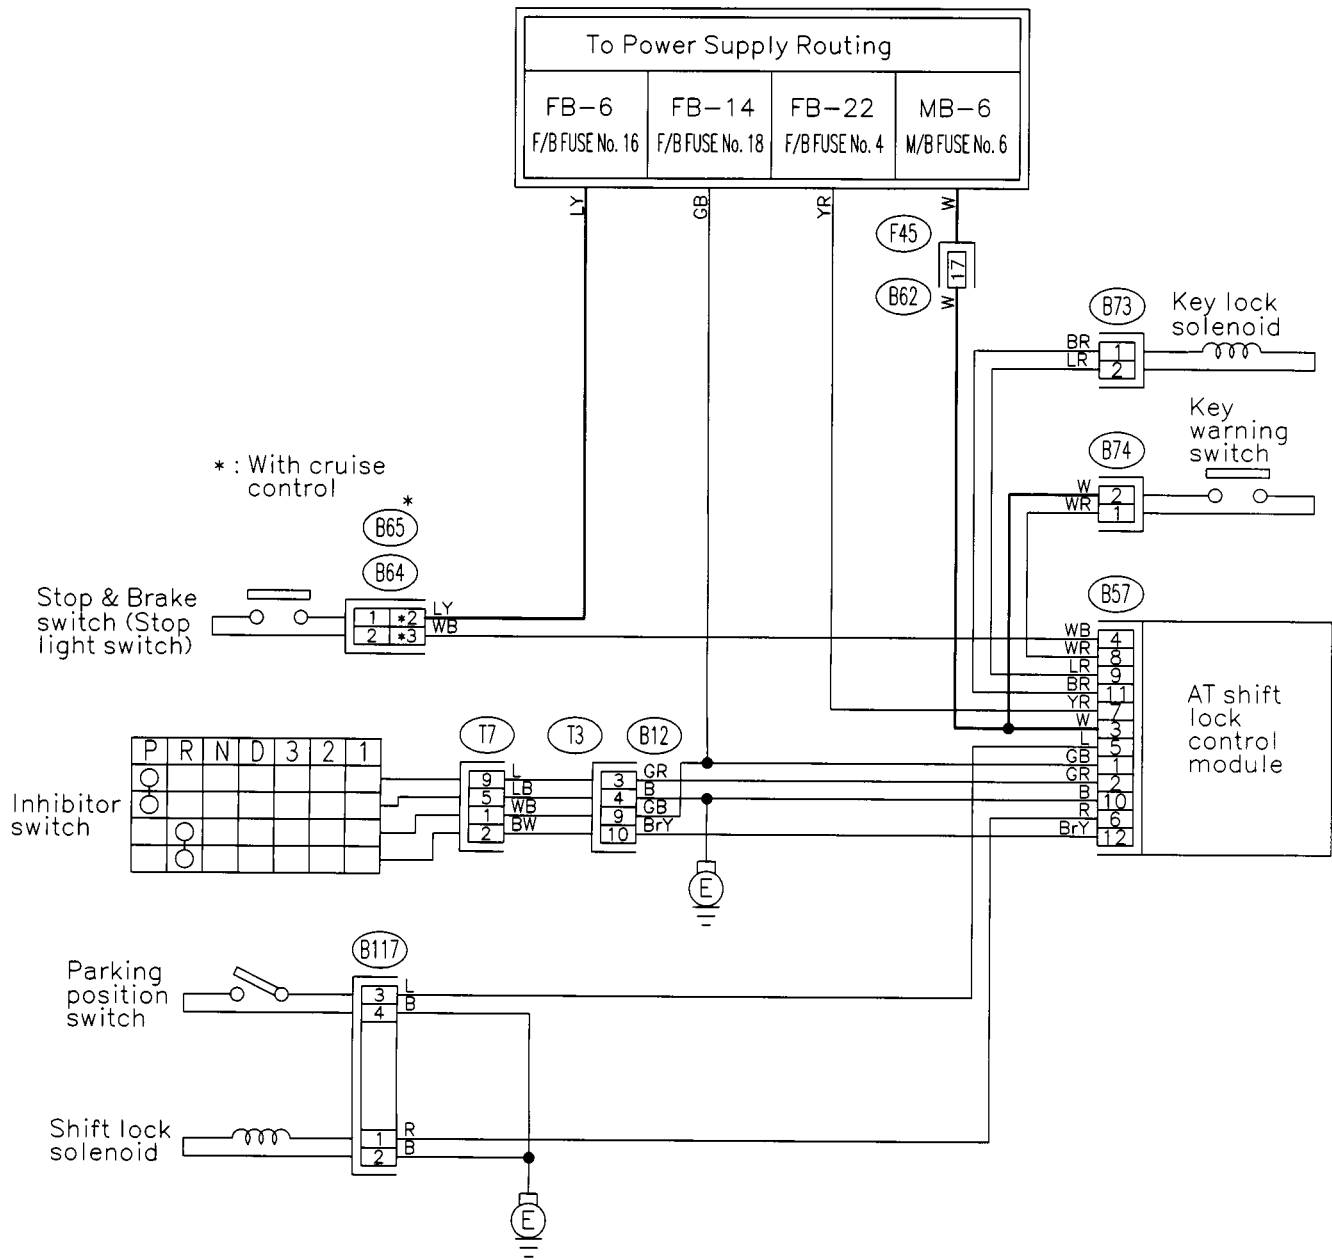 To Power Supply Routing
FB-6
F/B FUSE No. 16
FB-14
F/B FUSE No. 18
FB-22
F/B FUSE No. 4
MB-6
M/B FUSE No. 6
LY
GB
YR
W
F45
17
B62
W
B73
Key lock
solenoid
BR
1
LR
2
Key
warning
switch
B74
W
2
WR
1
* : With cruise
control
*
B65
B64
Stop & Brake
switch (Stop
light switch)
1 *2 LY
2 *3 WB
B57
WB 4
WR 8
LR 9
BR 11
YR 7
W 3
L 5
GB 1
GR 2
B 10
R 6
BrY 12
AT shift
lock
control
module
P R N D 3 2 1
Inhibitor
switch
T7
9 L
5 LB
1 WB
2 BW
T3
B12
3 GR
4 B
9 GB
10 BrY
E
B117
Parking
position
switch
3 L
4 B
Shift lock
solenoid
1 R
2 B
E